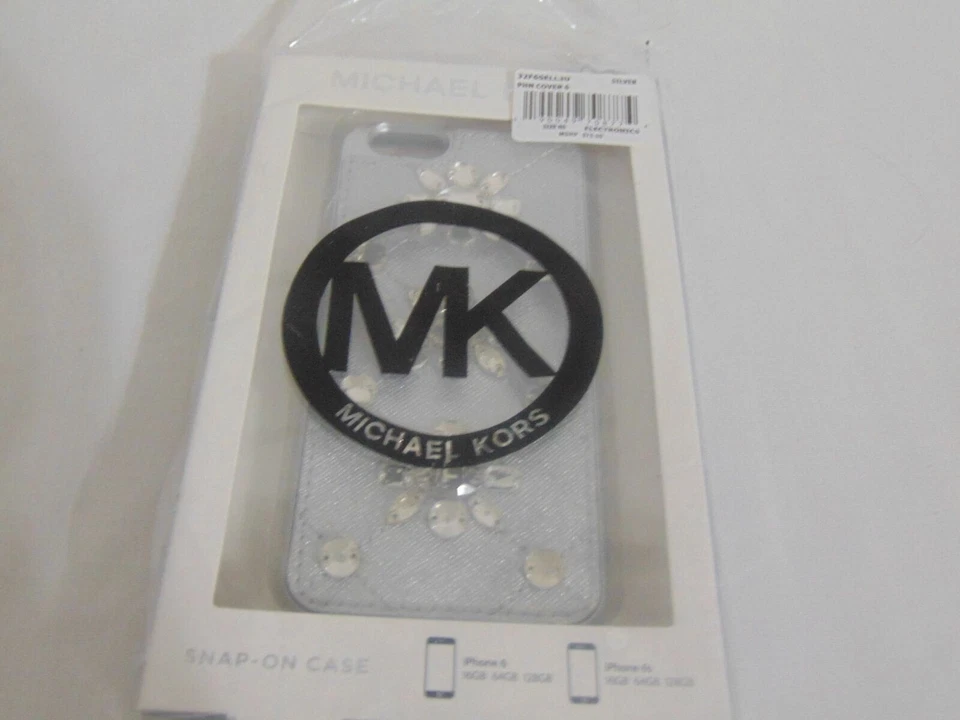 MICHAEL
SILVER
PHN COVER 6
ELECTRONICS
MK
MICHAEL KORS
SNAP-ON CASE
iPhone 6
16GB 64GB 128GB
iPhone 6s
16GB 64GB 128GB